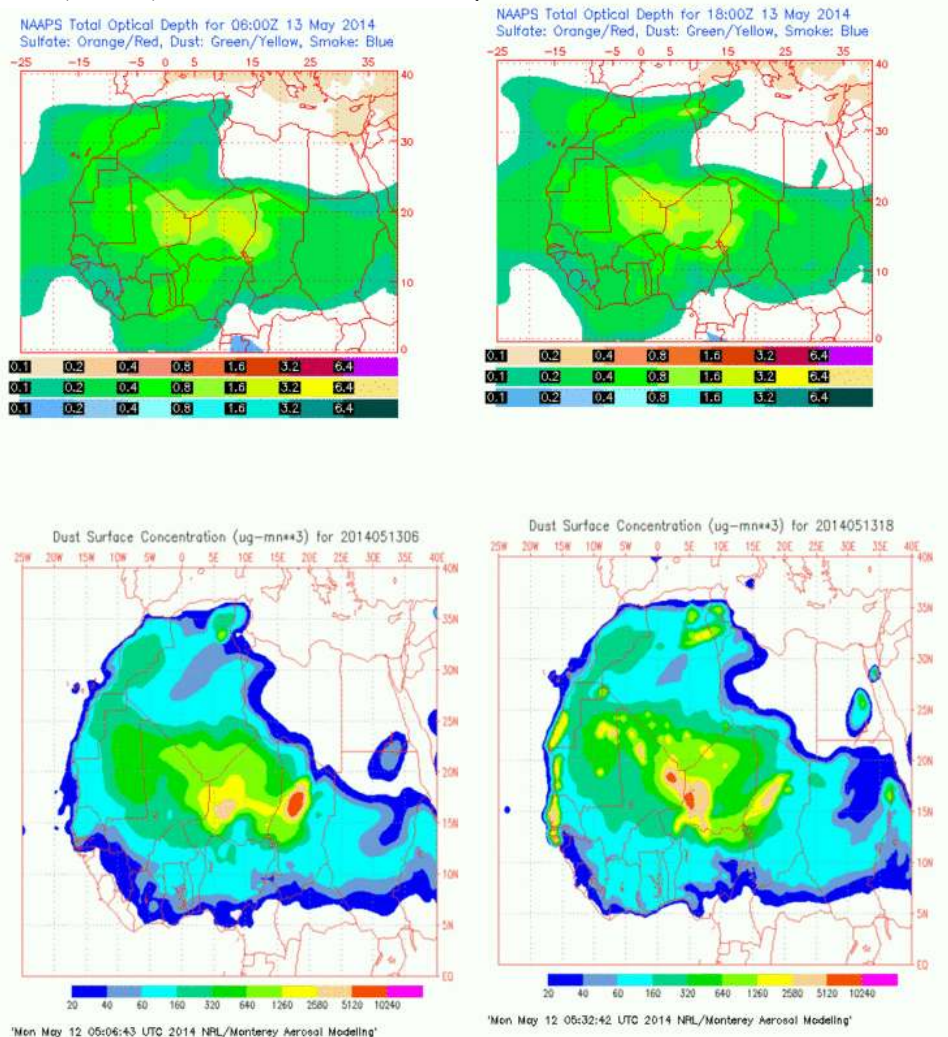 NAAPS Total Optical Depth for 06:00Z 13 May 2014
Sulfate: Orange/Red, Dust: Green/Yellow, Smoke: Blue
-25 -15 -5 0 5 15 25 35
40
30
20
10
0
0.1 0.2 0.4 0.8 1.6 3.2 6.4
0.1 0.2 0.4 0.8 1.6 3.2 6.4
0.1 0.2 0.4 0.8 1.6 3.2 6.4
NAAPS Total Optical Depth for 18:00Z 13 May 2014
Sulfate: Orange/Red, Dust: Green/Yellow, Smoke: Blue
-25 -15 -5 0 5 15 25 35
40
30
20
10
0
0.1 0.2 0.4 0.8 1.6 3.2 6.4
0.1 0.2 0.4 0.8 1.6 3.2 6.4
0.1 0.2 0.4 0.8 1.6 3.2 6.4
Dust Surface Concentration (ug-mn**3) for 2014051306
25W 20W 15W 10W 5W 0 5E 10E 15E 20E 25E 30E 35E 40E
40N
35N
30N
25N
20N
15N
10N
5N
EQ
20 40 60 160 320 640 1260 2580 5120 10240
'Mon May 12 05:06:43 UTC 2014 NRL/Monterey Aerosol Modeling'
Dust Surface Concentration (ug-mn**3) for 2014051318
25W 20W 15W 10W 5W 0 5E 10E 15E 20E 25E 30E 35E 40E
40N
35N
30N
25N
20N
15N
10N
5N
EQ
20 40 60 160 320 640 1260 2580 5120 10240
'Mon May 12 05:32:42 UTC 2014 NRL/Monterey Aerosol Modeling'